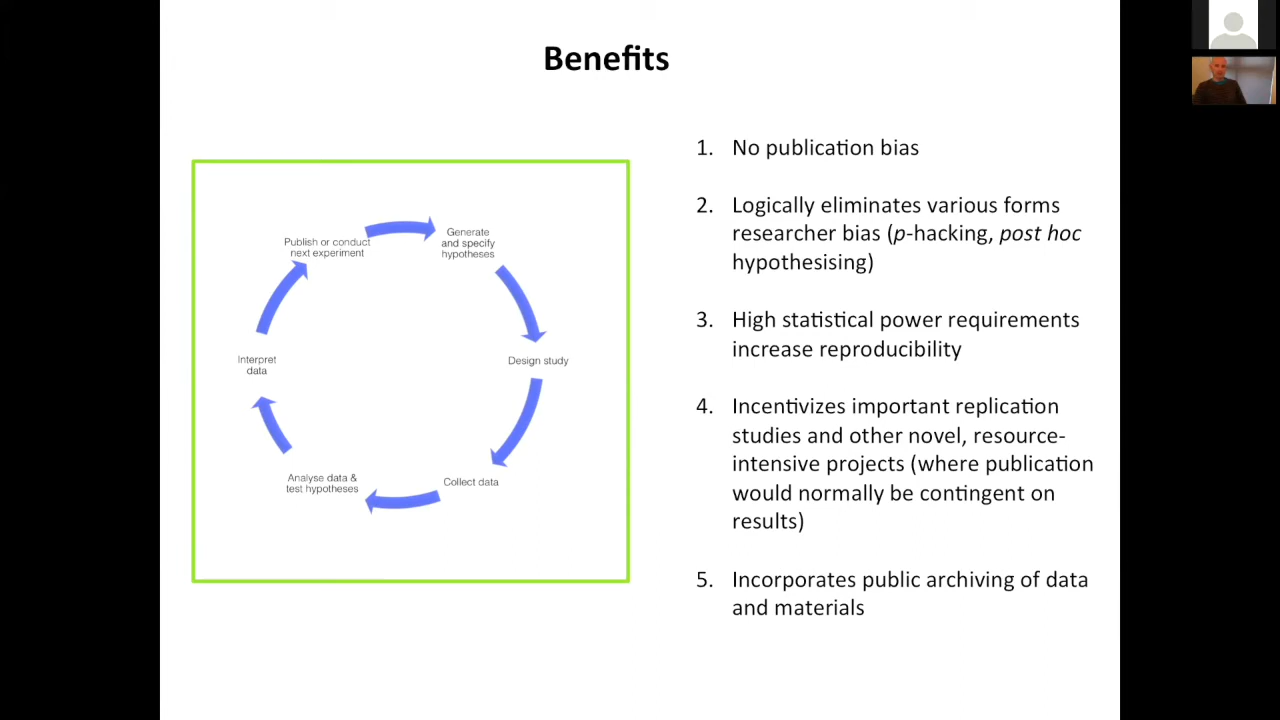 Benefits
Publish or conduct
next experiment
Generate
and specify
hypotheses
Design study
Collect data
Analyse data &
test hypotheses
Interpret
data
1. No publication bias
2. Logically eliminates various forms
researcher bias (p-hacking, post hoc
hypothesising)
3. High statistical power requirements
increase reproducibility
4. Incentivizes important replication
studies and other novel, resource-
intensive projects (where publication
would normally be contingent on
results)
5. Incorporates public archiving of data
and materials